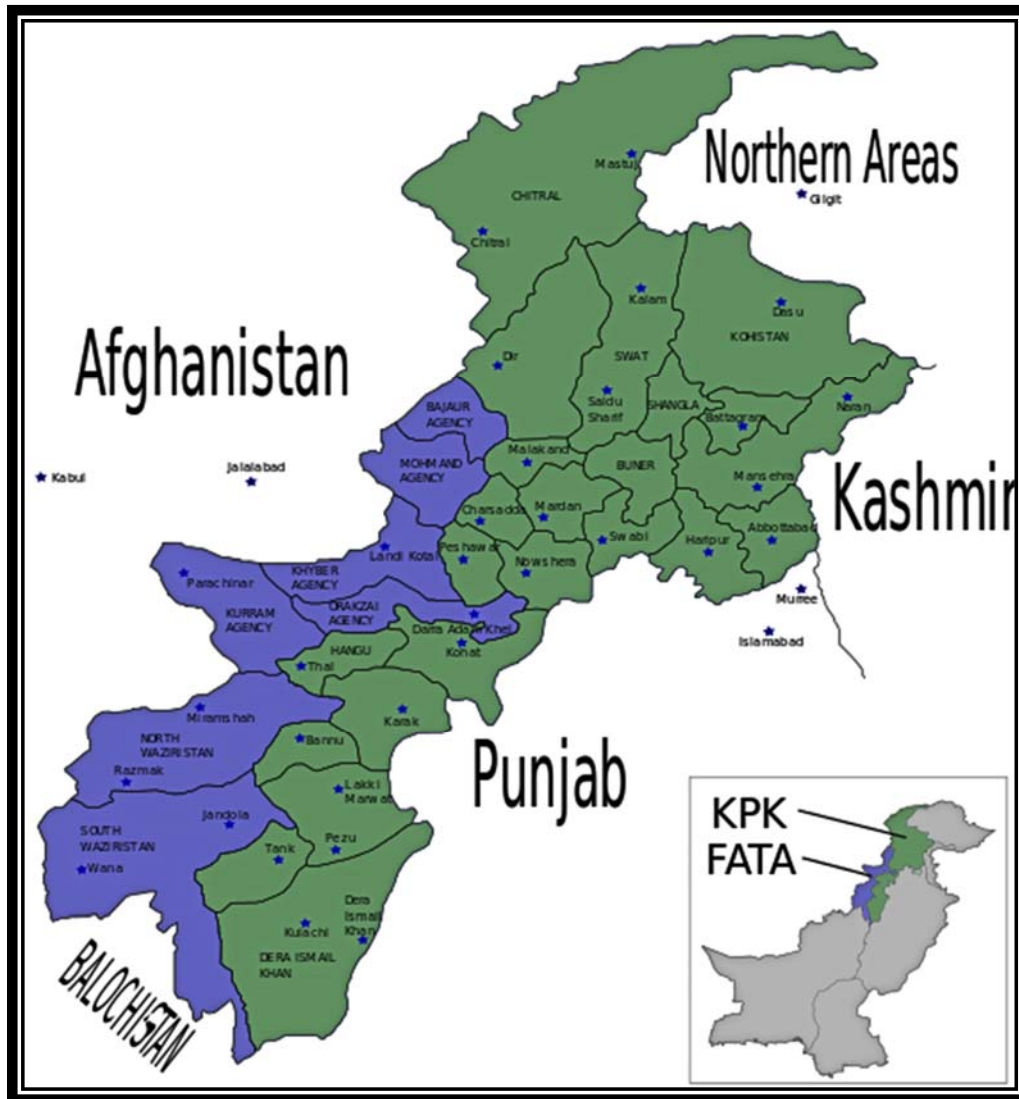 Northern Areas
Mastuj
Gilgit
CHITRAL
Chitral
Kalam
Dasu
KOHISTAN
Afghanistan
Dir
SWAT
Saidu
Sharif
SHANGLA
Battagram
Naran
BAJAUR
AGENCY
Malakand
BUNER
MOHMAND
AGENCY
Mansehra
Kashmir
Kabul
Jalalabad
Charsadda
Mardan
Swabi
Haripur
Abbottabad
Landi Kotal
Peshawar
Nowshera
Parachinar
KHYBER
AGENCY
Murree
KURRAM
AGENCY
ORAKZAI
AGENCY
Darra Adam Khel
Kohat
Islamabad
HANGU
Thal
Miramshah
Karak
NORTH
WAZIRISTAN
Bannu
Razmak
Lakki
Marwat
Punjab
Jandola
SOUTH
WAZIRISTAN
Wana
Tank
Pezu
Dera
Ismail
Khan
Kulachi
DERA ISMAIL
KHAN
BALOCHISTAN
KPK
FATA